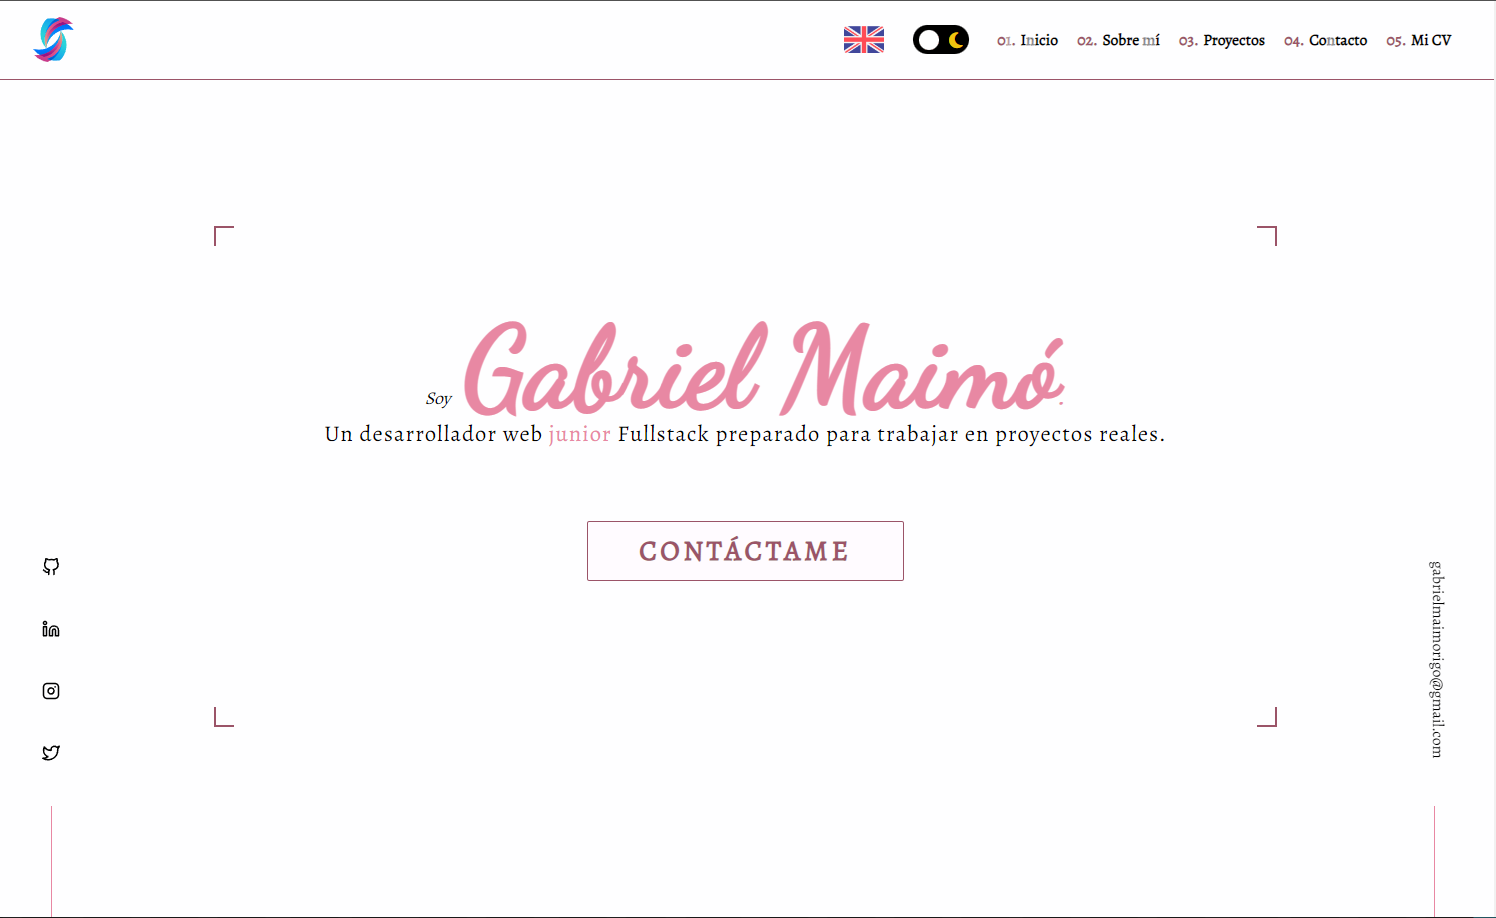 01. Inicio 02. Sobre mí 03. Proyectos 04. Contacto 05. Mi CV
Soy Gabriel Maimó.
Un desarrollador web junior Fullstack preparado para trabajar en proyectos reales.
CONTÁCTAME
gabrielmaimorigo@gmail.com